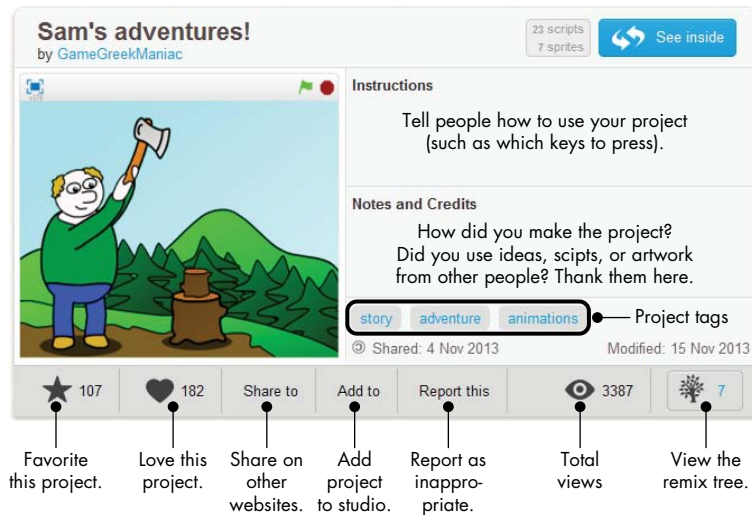 Sam's adventures!
by GameGreekManiac
23 scripts
7 sprites
See inside
Instructions
Tell people how to use your project
(such as which keys to press).
Notes and Credits
How did you make the project?
Did you use ideas, scipts, or artwork
from other people? Thank them here.
story adventure animations Project tags
Shared: 4 Nov 2013 Modified: 15 Nov 2013
107 182 Share to Add to Report this 3387 7
Favorite
this project.
Love this
project.
Share on
other
websites.
Add
project
to studio.
Report as
inappro-
priate.
Total
views
View the
remix tree.